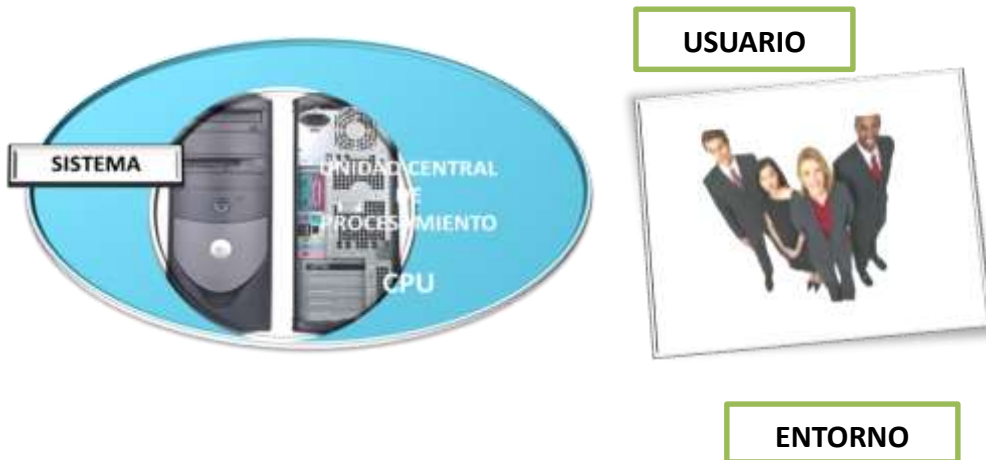 USUARIO
SISTEMA
UNIDAD CENTRAL
DE
PROCESAMIENTO
CPU
ENTORNO